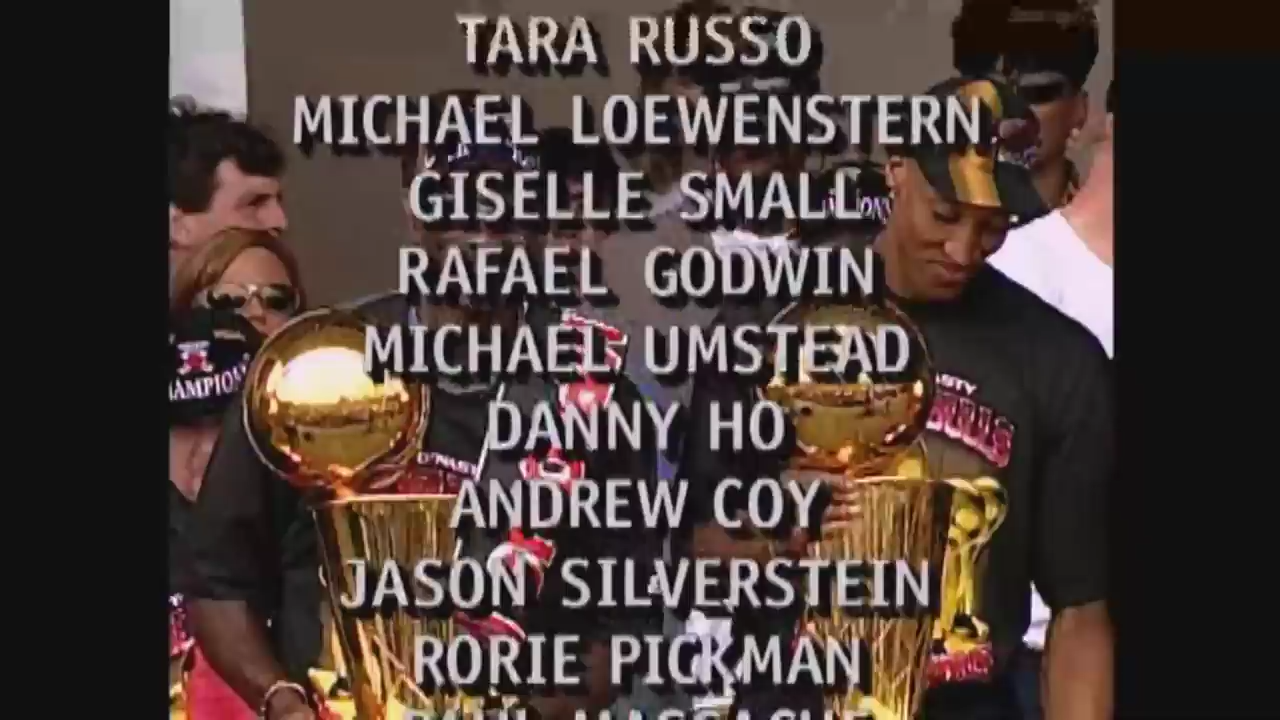 TARA RUSSO
MICHAEL LOEWENSTERN
GISELLE SMALL
RAFAEL GODWIN
MICHAEL UMSTEAD
DANNY HO
ANDREW COY
JASON SILVERSTEIN
RORIE PICKMAN